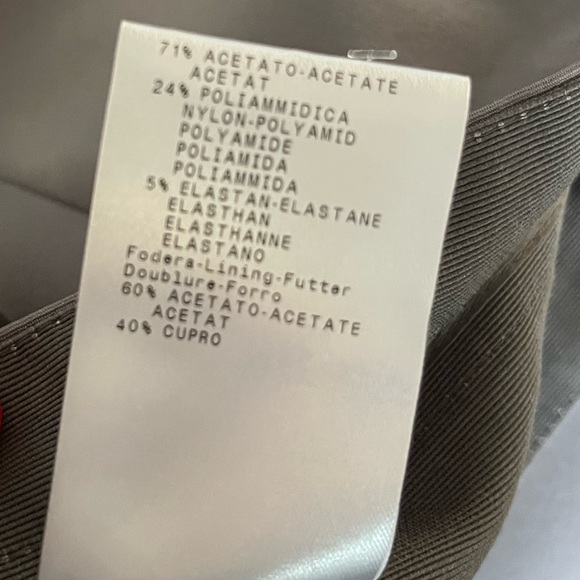 71% ACETATO-ACETATE
ACETAT
24% POLIAMMIDICA
NYLON-POLYAMID
POLYAMIDE
POLIAMIDA
POLIAMMIDA
5% ELASTAN-ELASTANE
ELASTHAN
ELASTHANNE
ELASTANO
Fodera-Lining-Futter
Doublure-Forro
60% ACETATO-ACETATE
ACETAT
40% CUPRO